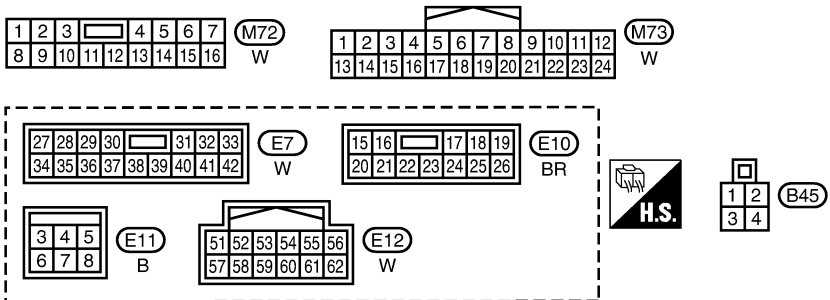 1 2 3 4 5 6 7
8 9 10 11 12 13 14 15 16
M72
W
1 2 3 4 5 6 7 8 9 10 11 12
13 14 15 16 17 18 19 20 21 22 23 24
M73
W
27 28 29 30 31 32 33
34 35 36 37 38 39 40 41 42
E7
W
15 16 17 18 19
20 21 22 23 24 25 26
E10
BR
3 4 5
6 7 8
E11
B
51 52 53 54 55 56
57 58 59 60 61 62
E12
W
H.S.
1 2
3 4
B45